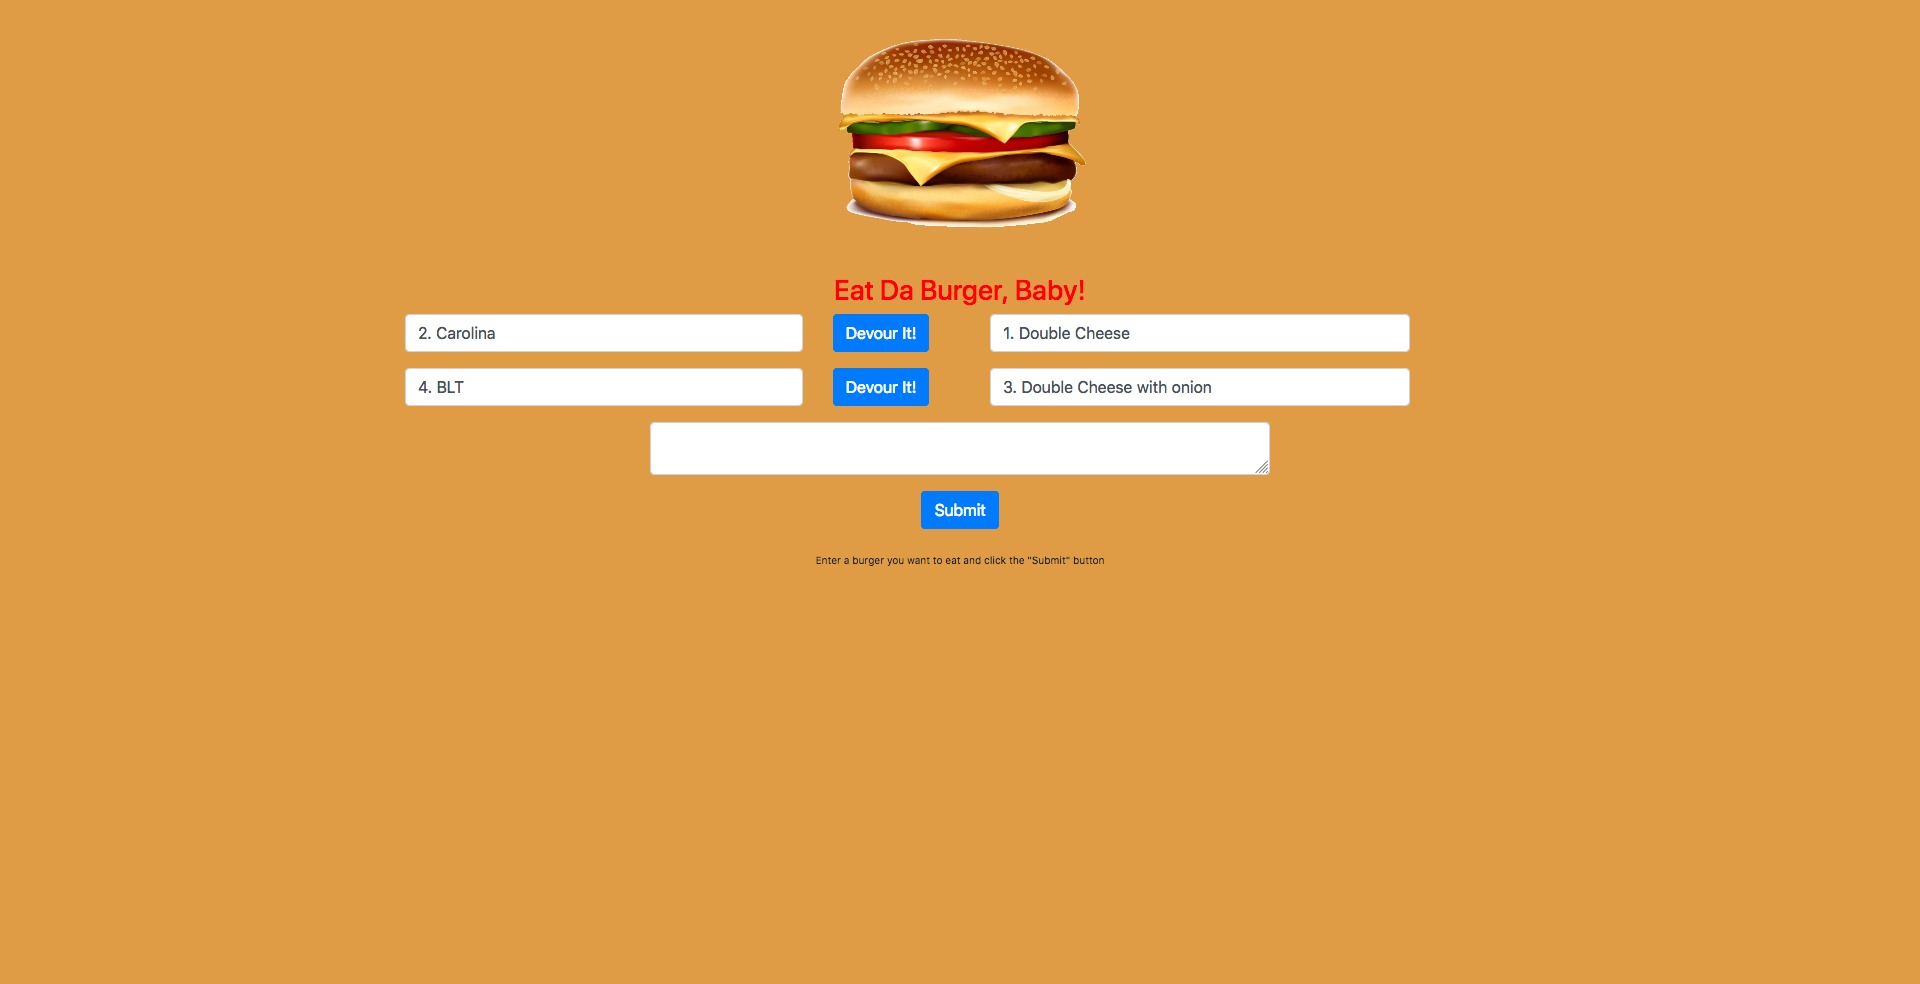 Eat Da Burger, Baby!
2. Carolina Devour It! 1. Double Cheese
4. BLT Devour It! 3. Double Cheese with onion
Submit
Enter a burger you want to eat and click the "Submit" button